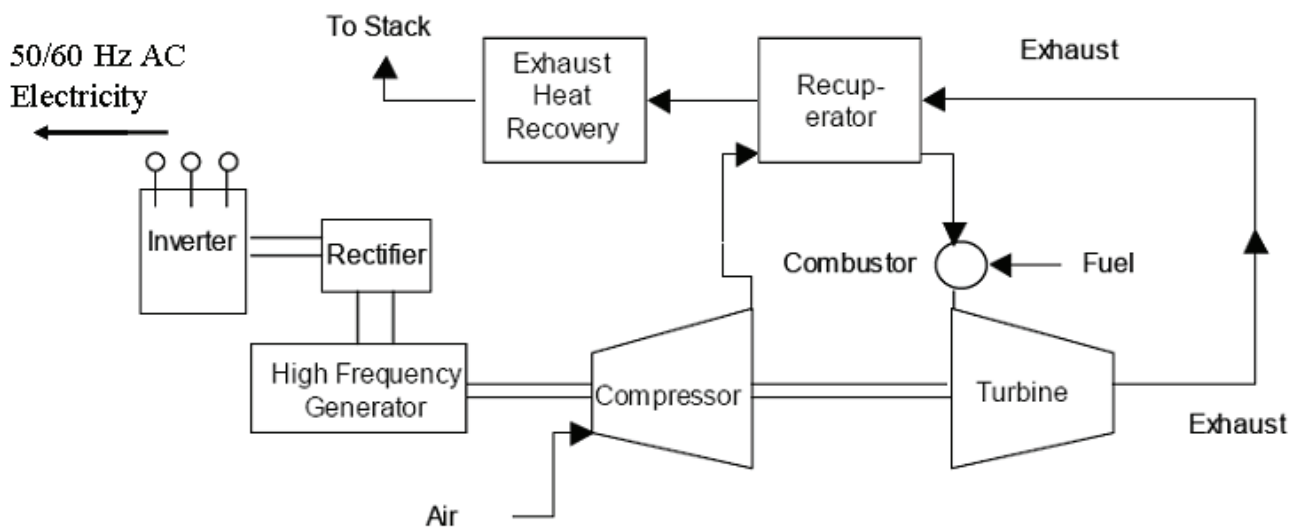 To Stack
50/60 Hz AC
Electricity
Exhaust
Heat
Recovery
Recup-
erator
Exhaust
Inverter
Rectifier
Combustor
Fuel
High Frequency
Generator
Compressor
Turbine
Exhaust
Air